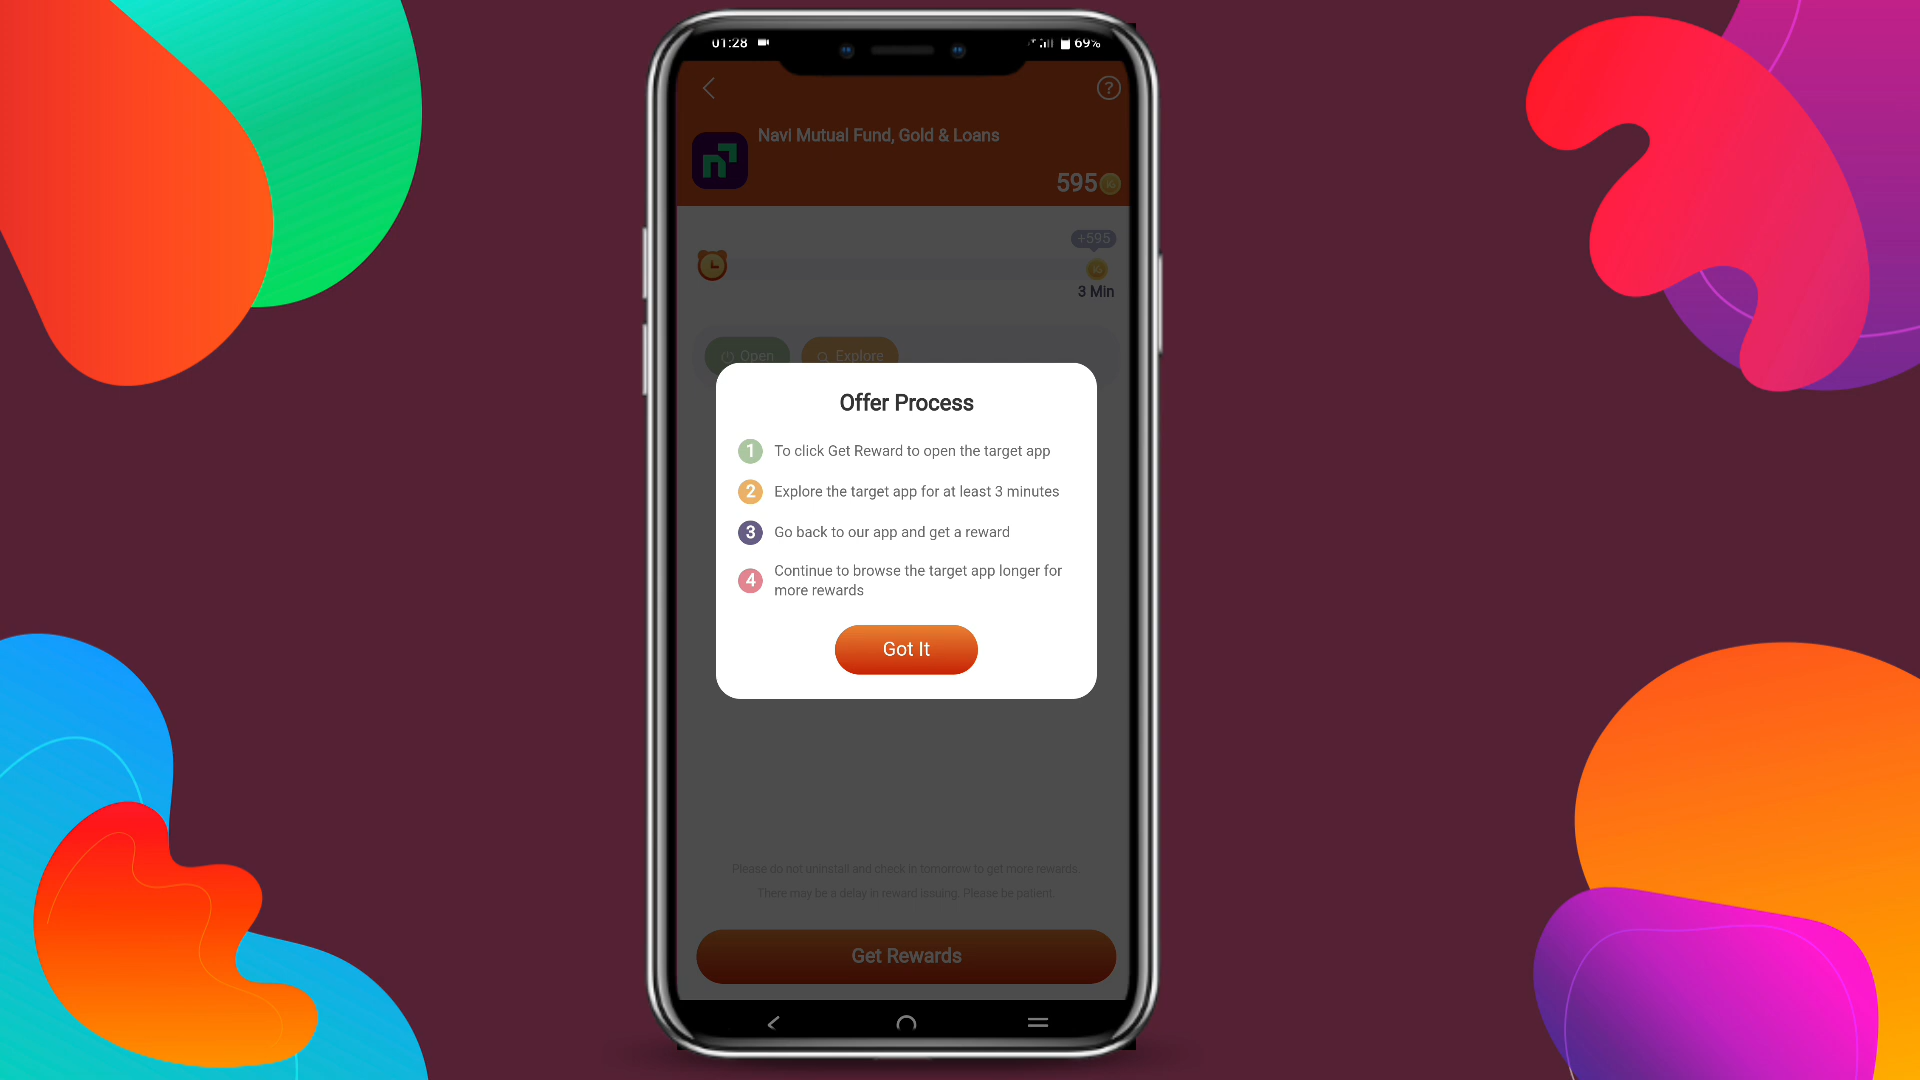 01:28
69%
Navi Mutual Fund, Gold & Loans
595
+595
3 Min
Open
Explore
Offer Process
1 To click Get Reward to open the target app
2 Explore the target app for at least 3 minutes
3 Go back to our app and get a reward
4 Continue to browse the target app longer for
more rewards
Got It
Please do not uninstall and check in tomorrow to get more rewards.
There may be a delay in reward issuing. Please be patient.
Get Rewards